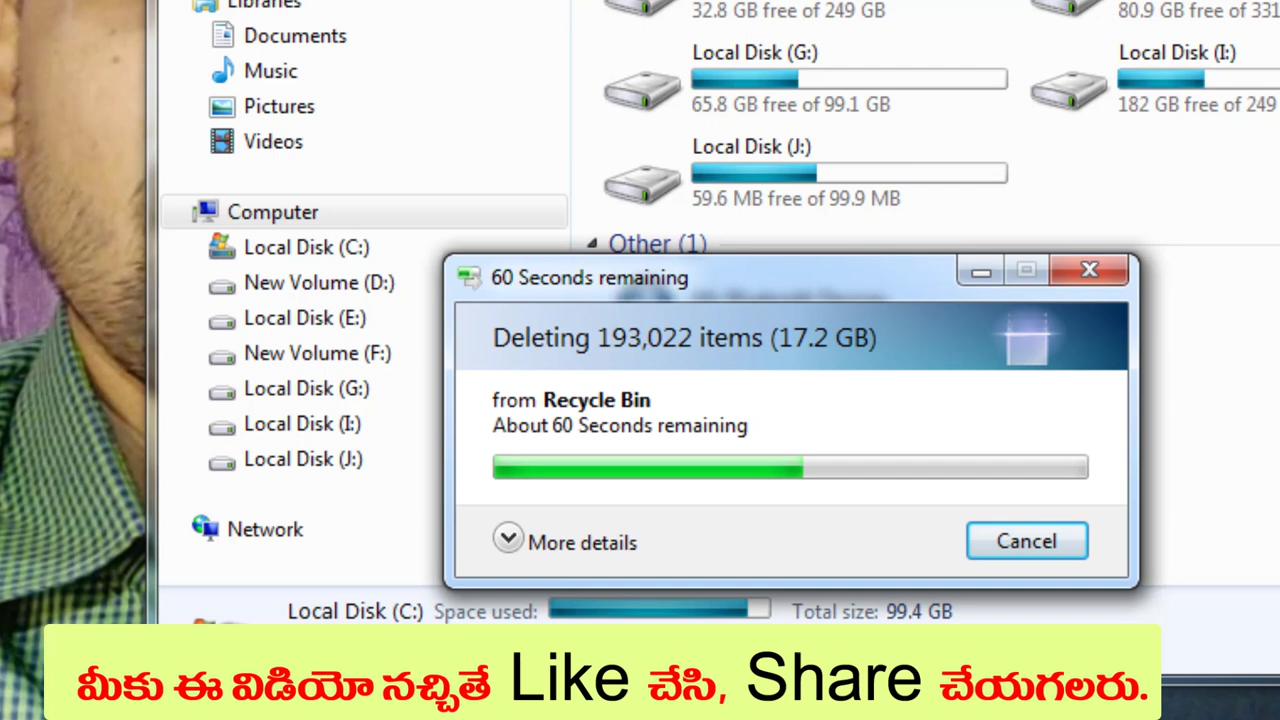 Libraries
Documents
Music
Pictures
Videos
Computer
Local Disk (C:)
New Volume (D:)
Local Disk (E:)
New Volume (F:)
Local Disk (G:)
Local Disk (I:)
Local Disk (J:)
Network
32.8 GB free of 249 GB
80.9 GB free of 331
Local Disk (G:)
65.8 GB free of 99.1 GB
Local Disk (I:)
182 GB free of 249
Local Disk (J:)
59.6 MB free of 99.9 MB
Other (1)
60 Seconds remaining
Deleting 193,022 items (17.2 GB)
from Recycle Bin
About 60 Seconds remaining
More details
Cancel
Local Disk (C:) Space used: Total size: 99.4 GB
మీకు ఈ విడియో నచ్చితే Like చేసి, Share చేయగలరు.